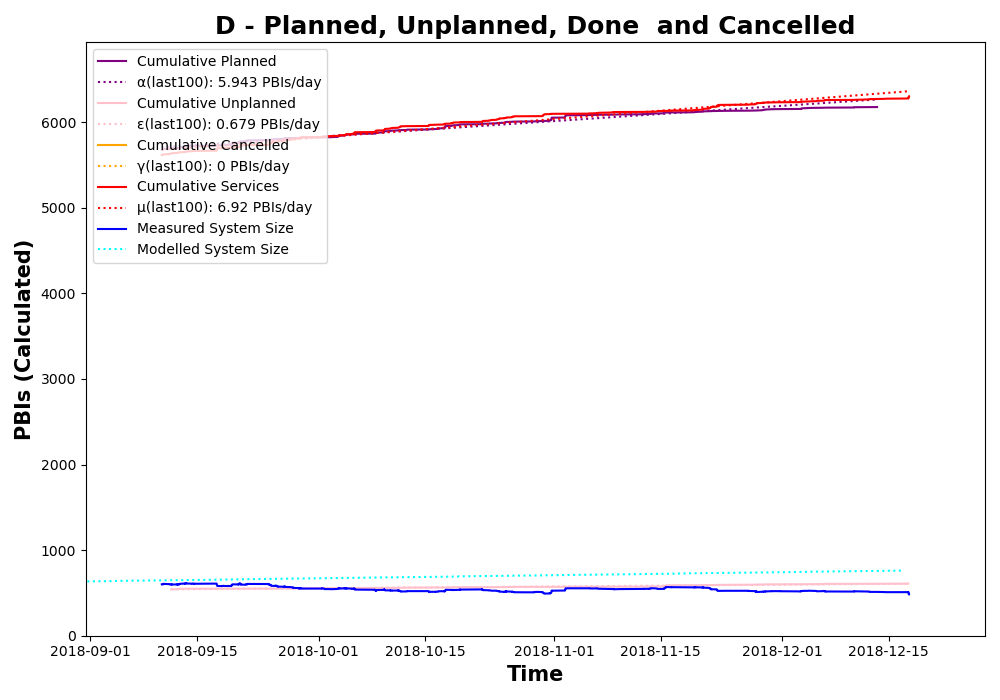 D - Planned, Unplanned, Done  and Cancelled
Cumulative Planned
α(last100): 5.943 PBIs/day
Cumulative Unplanned
ε(last100): 0.679 PBIs/day
Cumulative Cancelled
γ(last100): 0 PBIs/day
Cumulative Services
μ(last100): 6.92 PBIs/day
Measured System Size
Modelled System Size
PBIs (Calculated)
6000
5000
4000
3000
2000
1000
0
2018-09-01 2018-09-15 2018-10-01 2018-10-15 2018-11-01 2018-11-15 2018-12-01 2018-12-15
Time